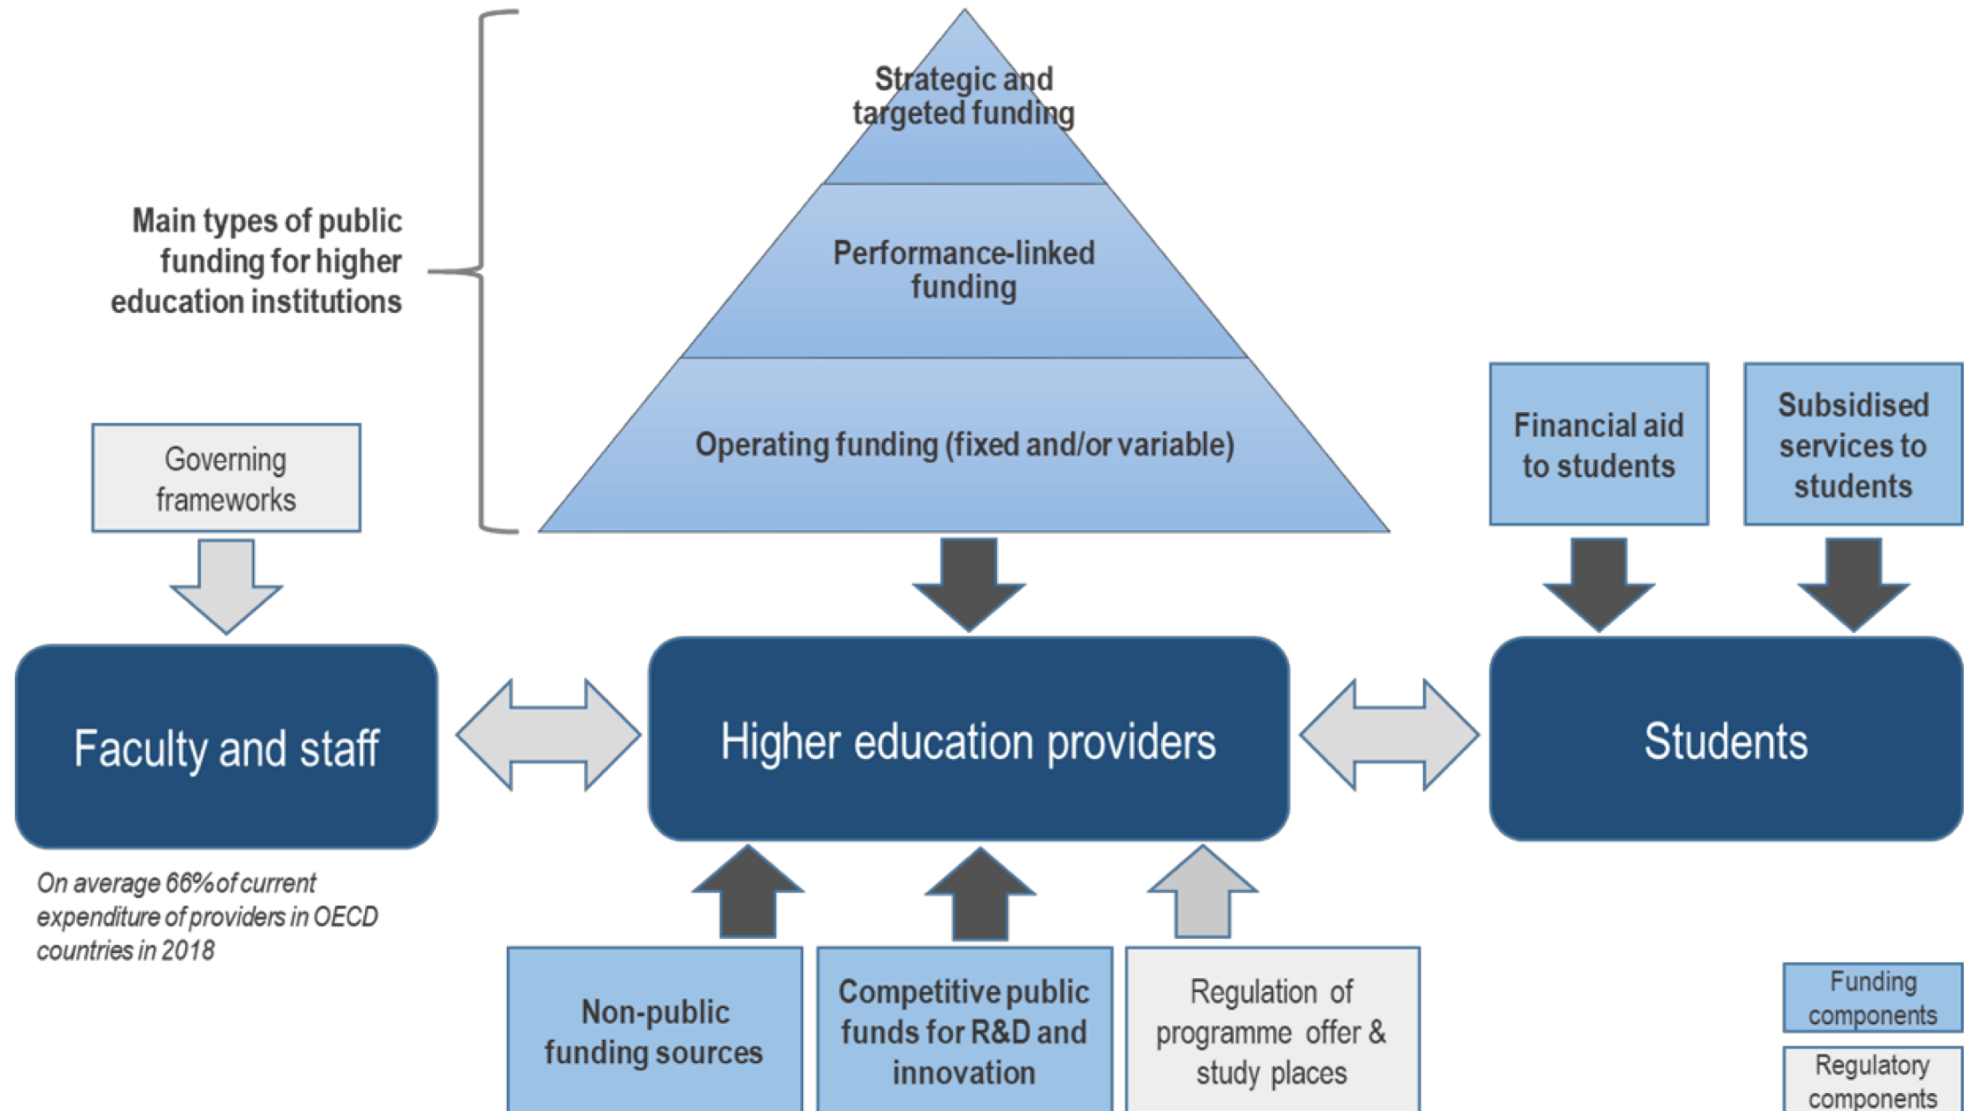 Strategic and
targeted funding
Main types of public
funding for higher
education institutions
Performance-linked
funding
Operating funding (fixed and/or variable)
Governing
frameworks
Financial aid
to students
Subsidised
services to
students
Faculty and staff
Higher education providers
Students
On average 66% of current
expenditure of providers in OECD
countries in 2018
Non-public
funding sources
Competitive public
funds for R&D and
innovation
Regulation of
programme offer &
study places
Funding
components
Regulatory
components